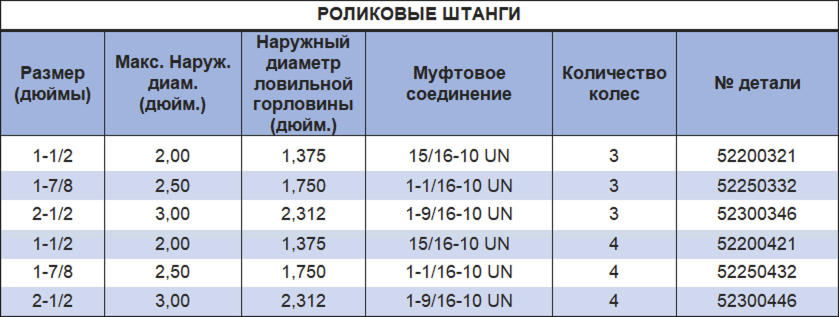 РОЛИКОВЫЕ ШТАНГИ
Размер (дюймы) Макс. Наруж. диам. (дюйм.) Наружный диаметр ловильной горловины (дюйм.) Муфтовое соединение Количество колес № детали
1-1/2 2,00 1,375 15/16-10 UN 3 52200321
1-7/8 2,50 1,750 1-1/16-10 UN 3 52250332
2-1/2 3,00 2,312 1-9/16-10 UN 3 52300346
1-1/2 2,00 1,375 15/16-10 UN 4 52200421
1-7/8 2,50 1,750 1-1/16-10 UN 4 52250432
2-1/2 3,00 2,312 1-9/16-10 UN 4 52300446